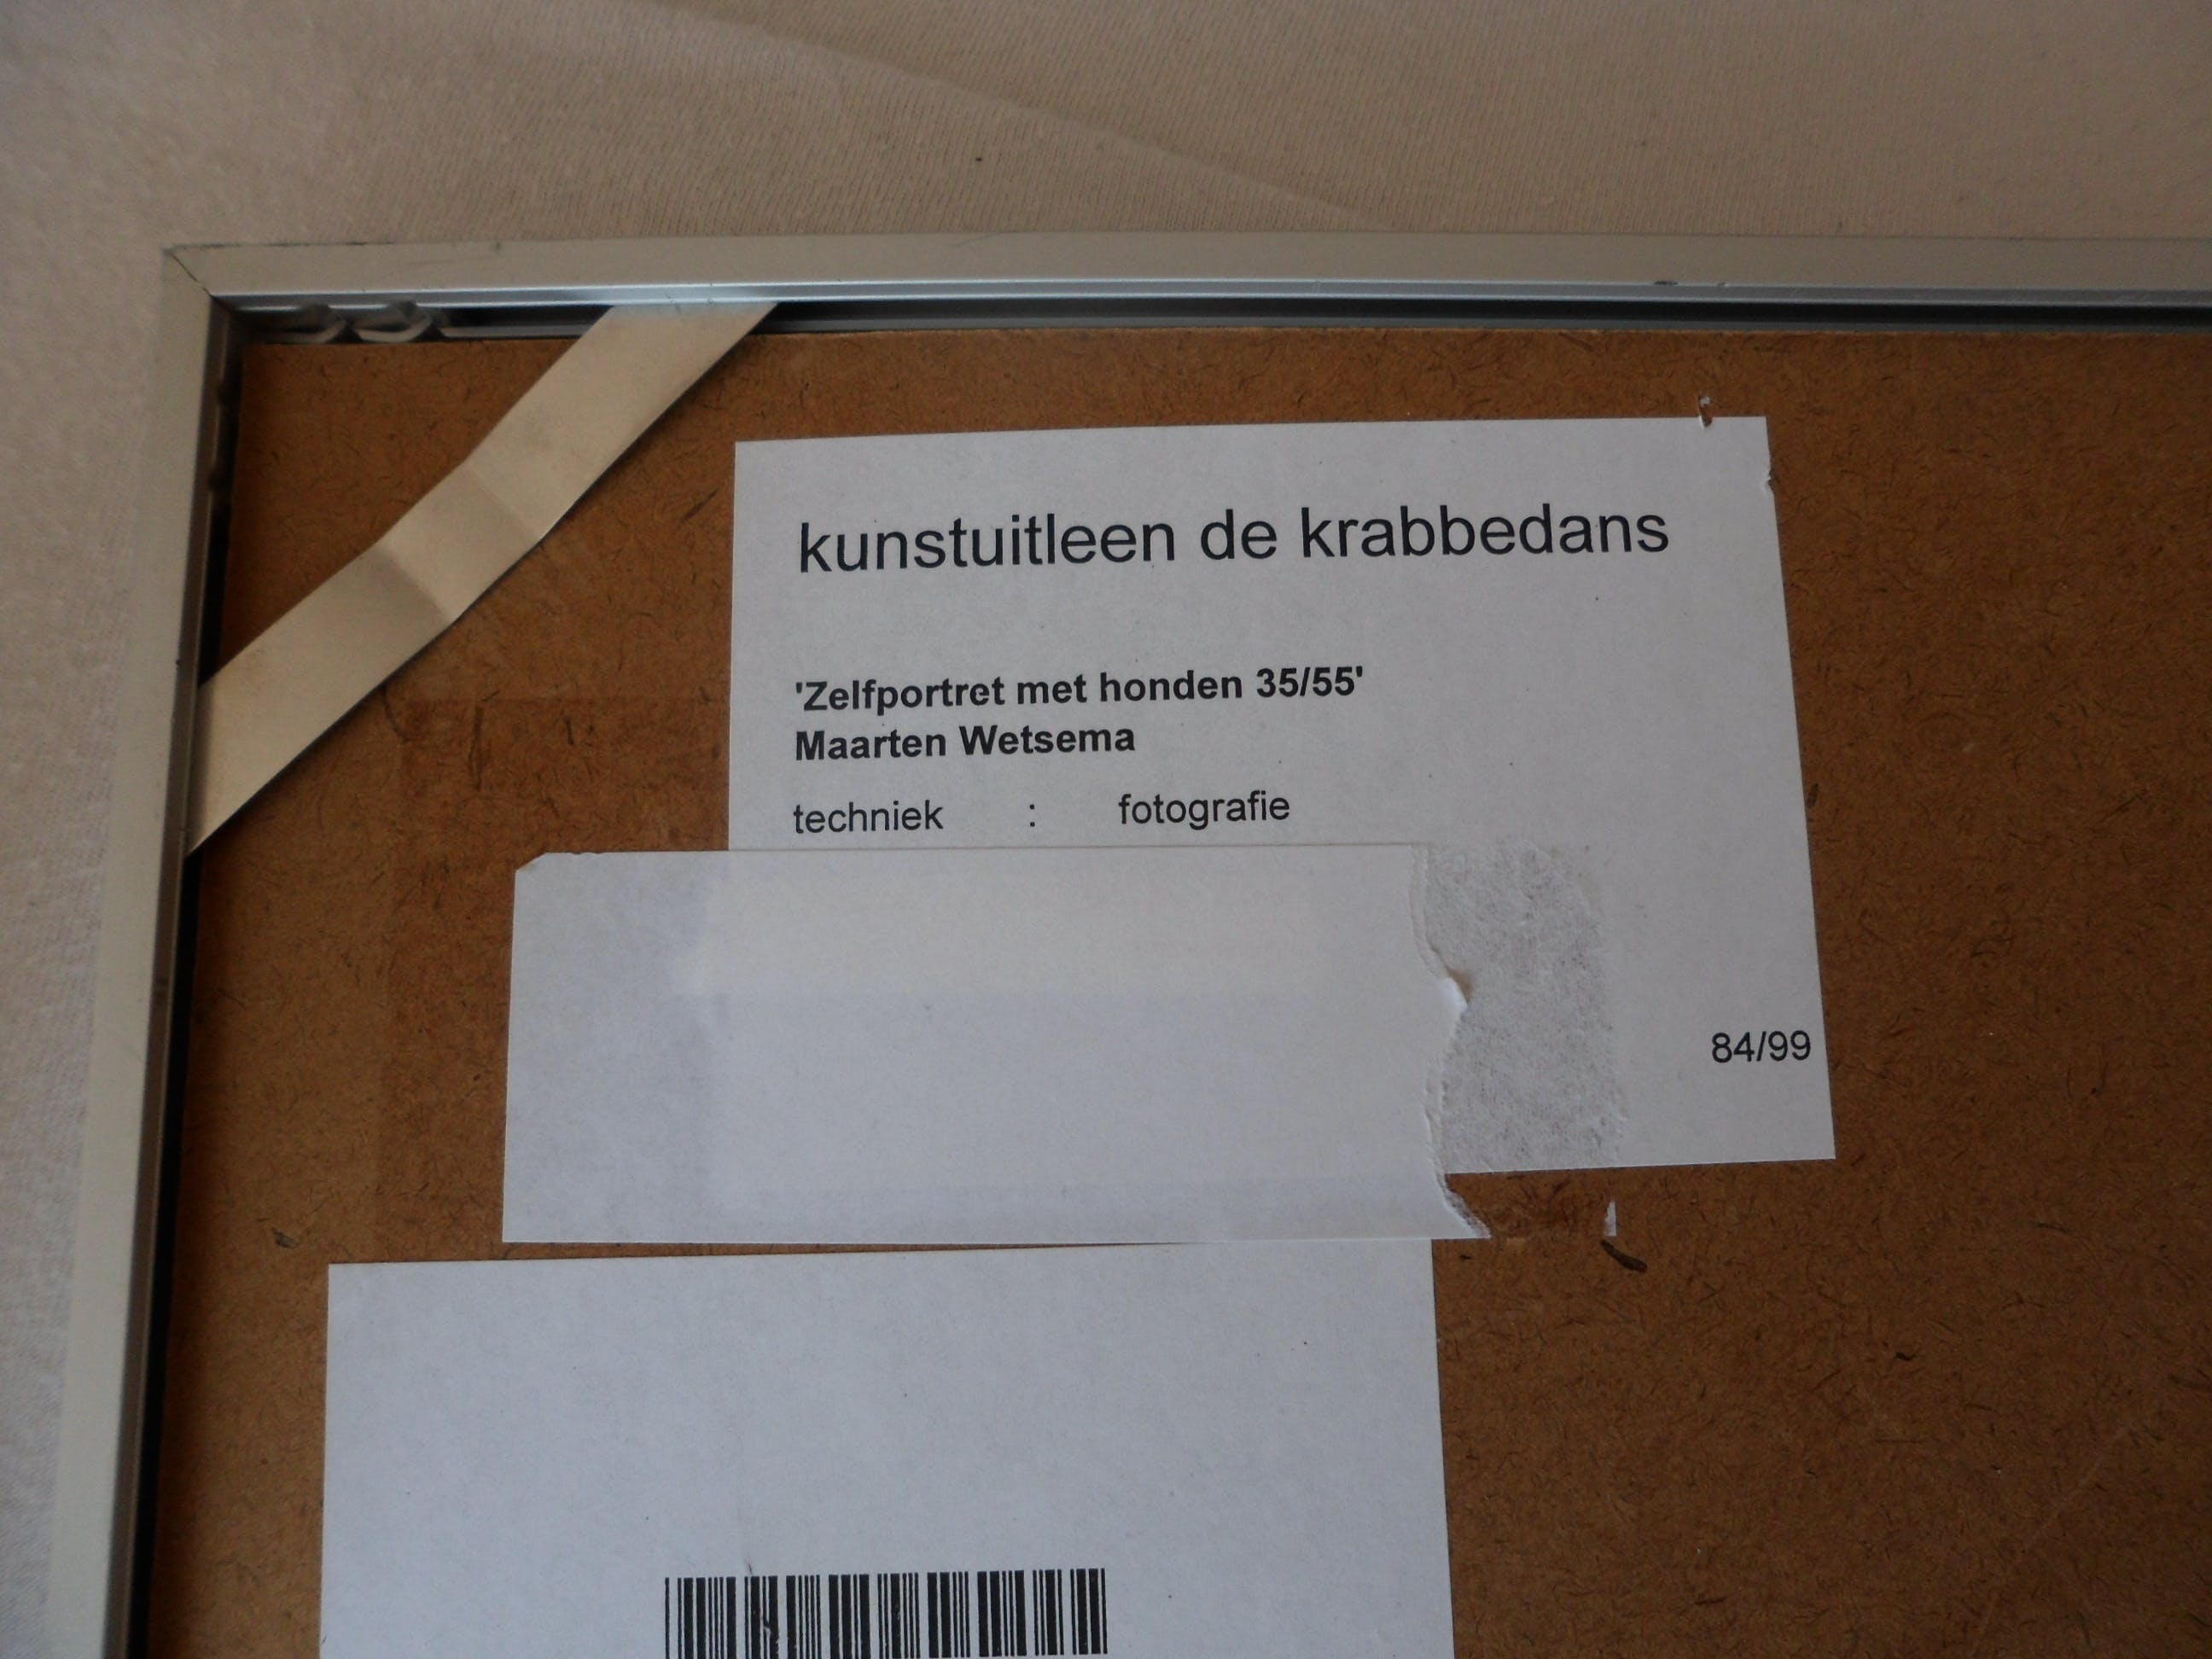 kunstuitleen de krabbedans
'Zelfportret met honden 35/55'
Maarten Wetsema
techniek : fotografie
84/99